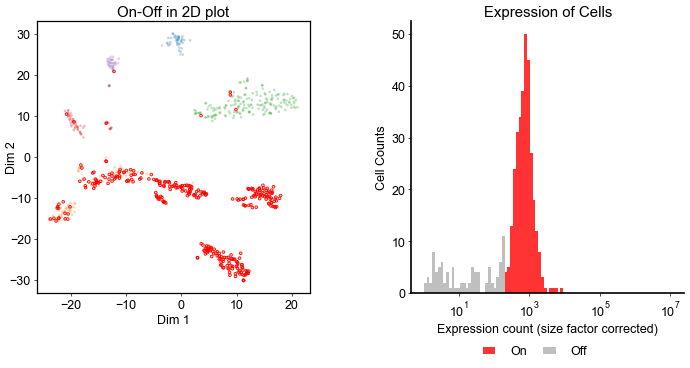 On-Off in 2D plot
30
20
10
0
−10
−20
−30
Dim 2
−20
−10
0
10
20
Dim 1
Expression of Cells
50
40
30
20
10
0
Cell Counts
10^1
10^3
10^5
10^7
Expression count (size factor corrected)
On
Off